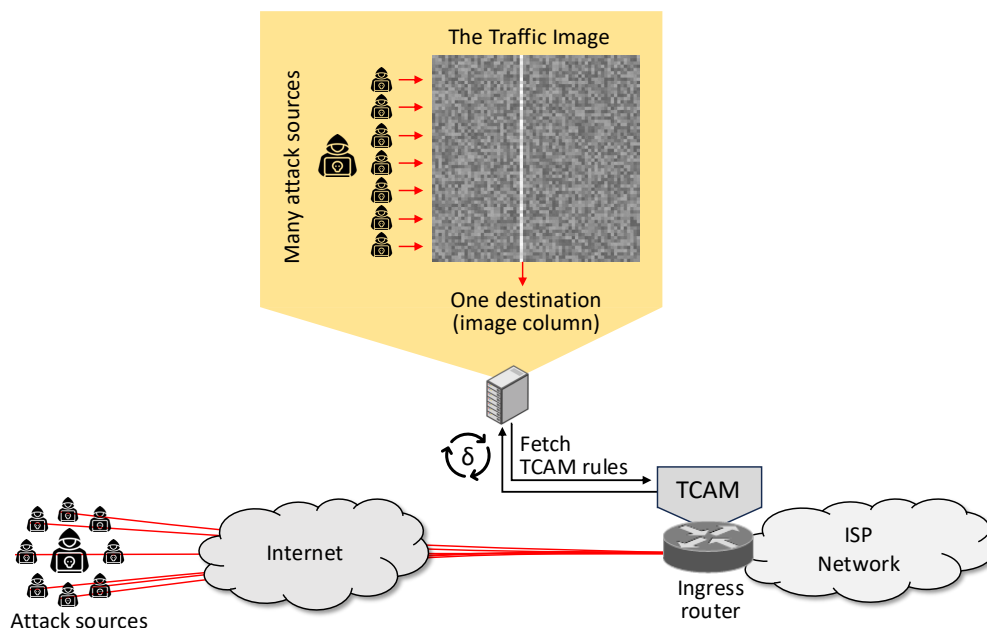 The Traffic Image
Many attack sources
One destination
(image column)
δ
Fetch
TCAM rules
TCAM
Internet
ISP
Network
Ingress
router
Attack sources